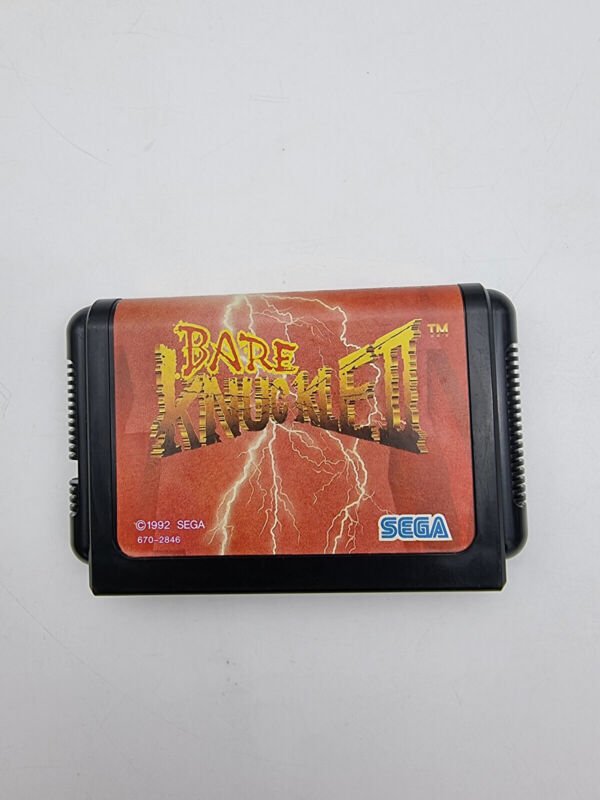 BARE
KNUCKLE II
TM
©1992 SEGA
670-2846
SEGA